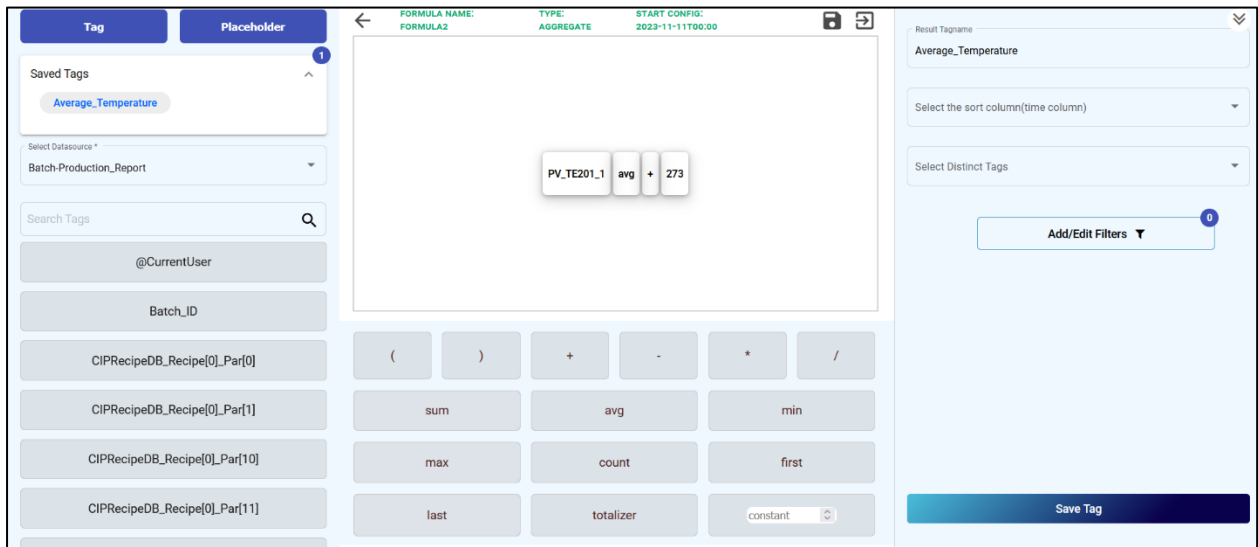 Tag
Placeholder
1
Saved Tags
Average_Temperature
Select Datasource *
Batch-Production_Report
Search Tags
@CurrentUser
Batch_ID
CIPRecipeDB_Recipe[0]_Par[0]
CIPRecipeDB_Recipe[0]_Par[1]
CIPRecipeDB_Recipe[0]_Par[10]
CIPRecipeDB_Recipe[0]_Par[11]
FORMULA NAME:
FORMULA2
TYPE:
AGGREGATE
START CONFIG:
2023-11-11T00:00
PV_TE201_1 avg + 273
( ) + - * /
sum avg min
max count first
last totalizer constant
Result Tagname
Average_Temperature
Select the sort column(time column)
Select Distinct Tags
0
Add/Edit Filters
Save Tag